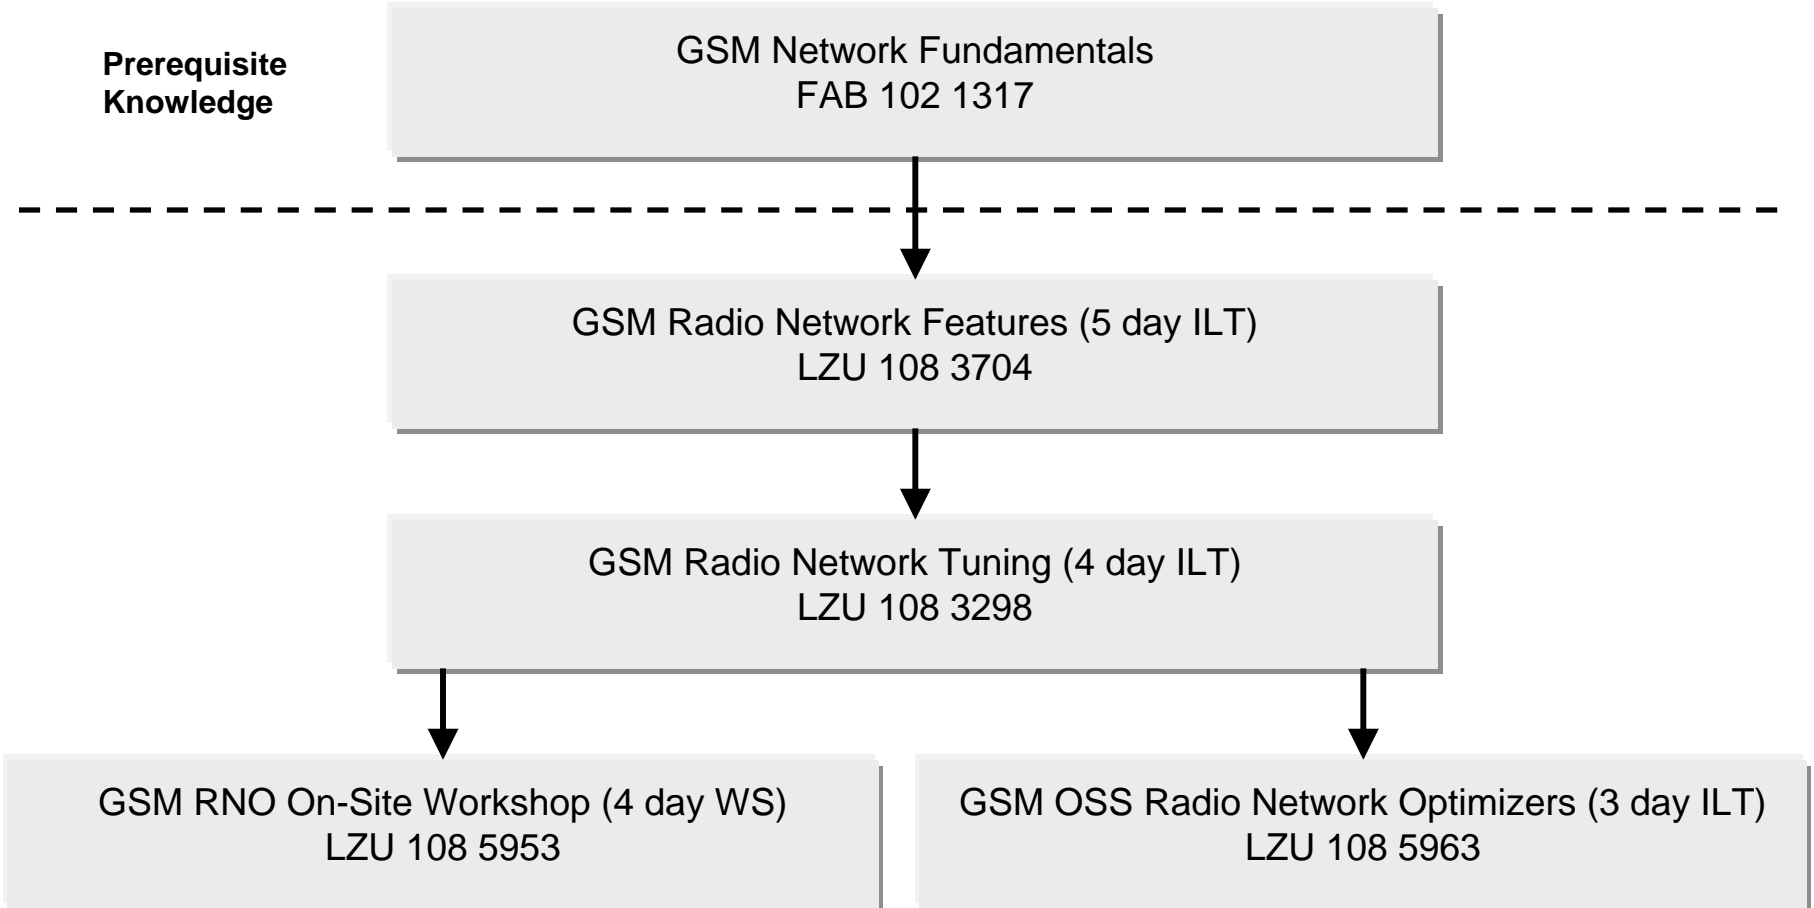 Prerequisite
Knowledge
GSM Network Fundamentals
FAB 102 1317
GSM Radio Network Features (5 day ILT)
LZU 108 3704
GSM Radio Network Tuning (4 day ILT)
LZU 108 3298
GSM RNO On-Site Workshop (4 day WS)
LZU 108 5953
GSM OSS Radio Network Optimizers (3 day ILT)
LZU 108 5963